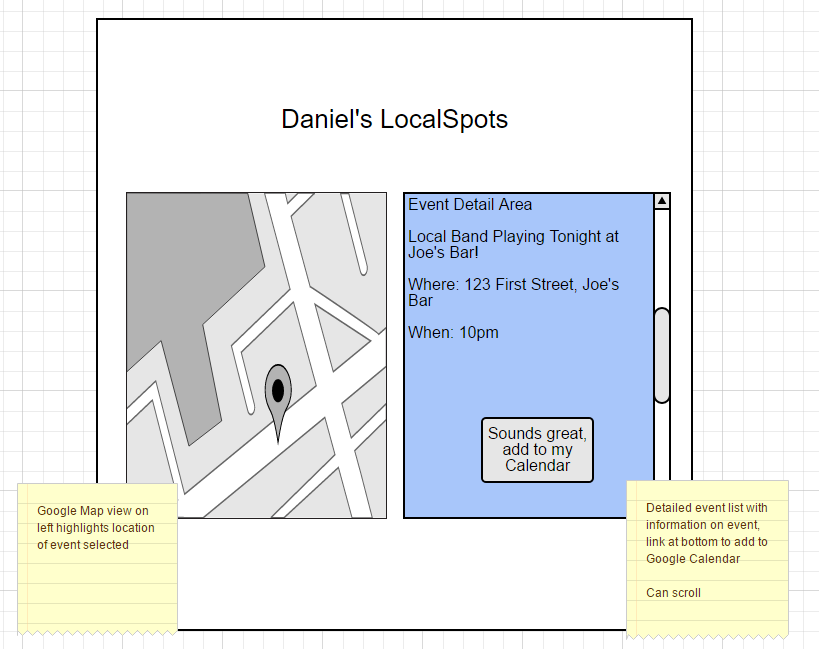 Daniel's LocalSpots
Event Detail Area
Local Band Playing Tonight at
Joe's Bar!
Where: 123 First Street, Joe's
Bar
When: 10pm
Sounds great,
add to my
Calendar
Google Map view on
left highlights location
of event selected
Detailed event list with
information on event,
link at bottom to add to
Google Calendar
Can scroll